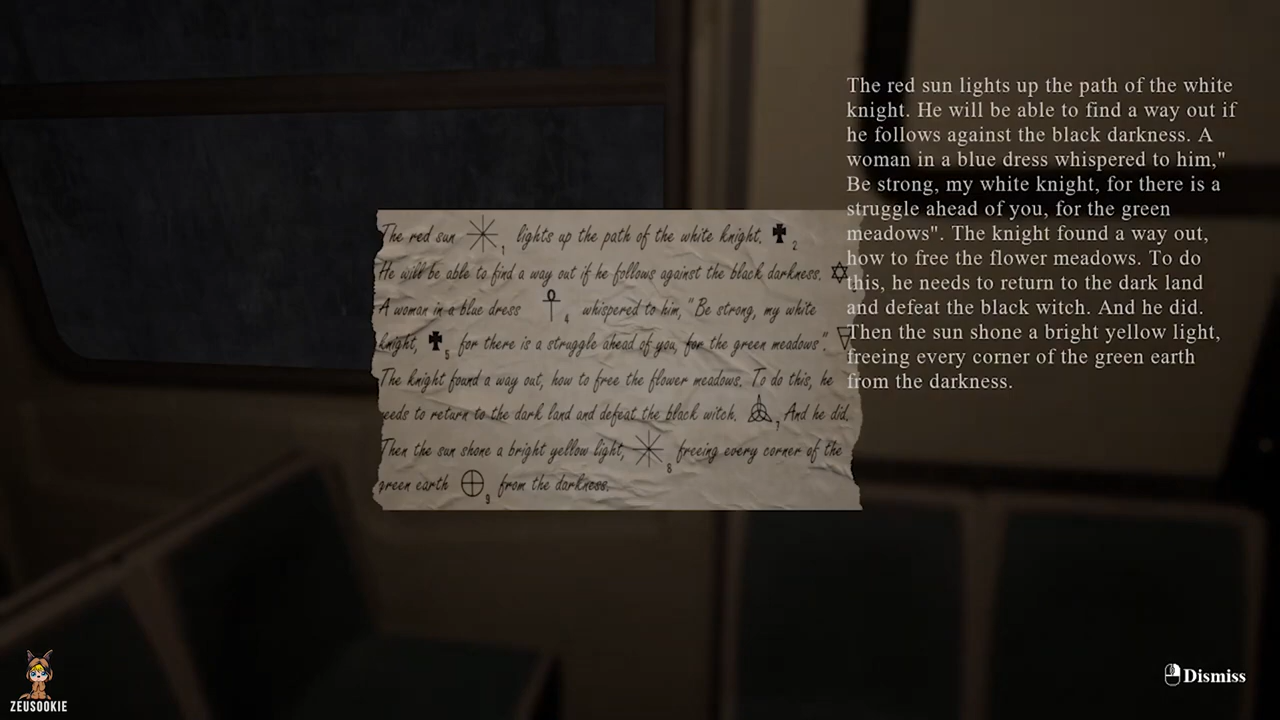 The red sun 1 lights up the path of the white knight. 2
He will be able to find a way out if he follows against the black darkness.
A woman in a blue dress 4 whispered to him, "Be strong, my white
knight, 5 for there is a struggle ahead of you, for the green meadows".
The knight found a way out, how to free the flower meadows. To do this, he
needs to return to the dark land and defeat the black witch. 7 And he did.
Then the sun shone a bright yellow light, 8 freeing every corner of the
green earth 9 from the darkness.
The red sun lights up the path of the white
knight. He will be able to find a way out if
he follows against the black darkness. A
woman in a blue dress whispered to him,"
Be strong, my white knight, for there is a
struggle ahead of you, for the green
meadows". The knight found a way out,
how to free the flower meadows. To do
this, he needs to return to the dark land
and defeat the black witch. And he did.
Then the sun shone a bright yellow light,
freeing every corner of the green earth
from the darkness.
Dismiss
ZEUSOOKIE